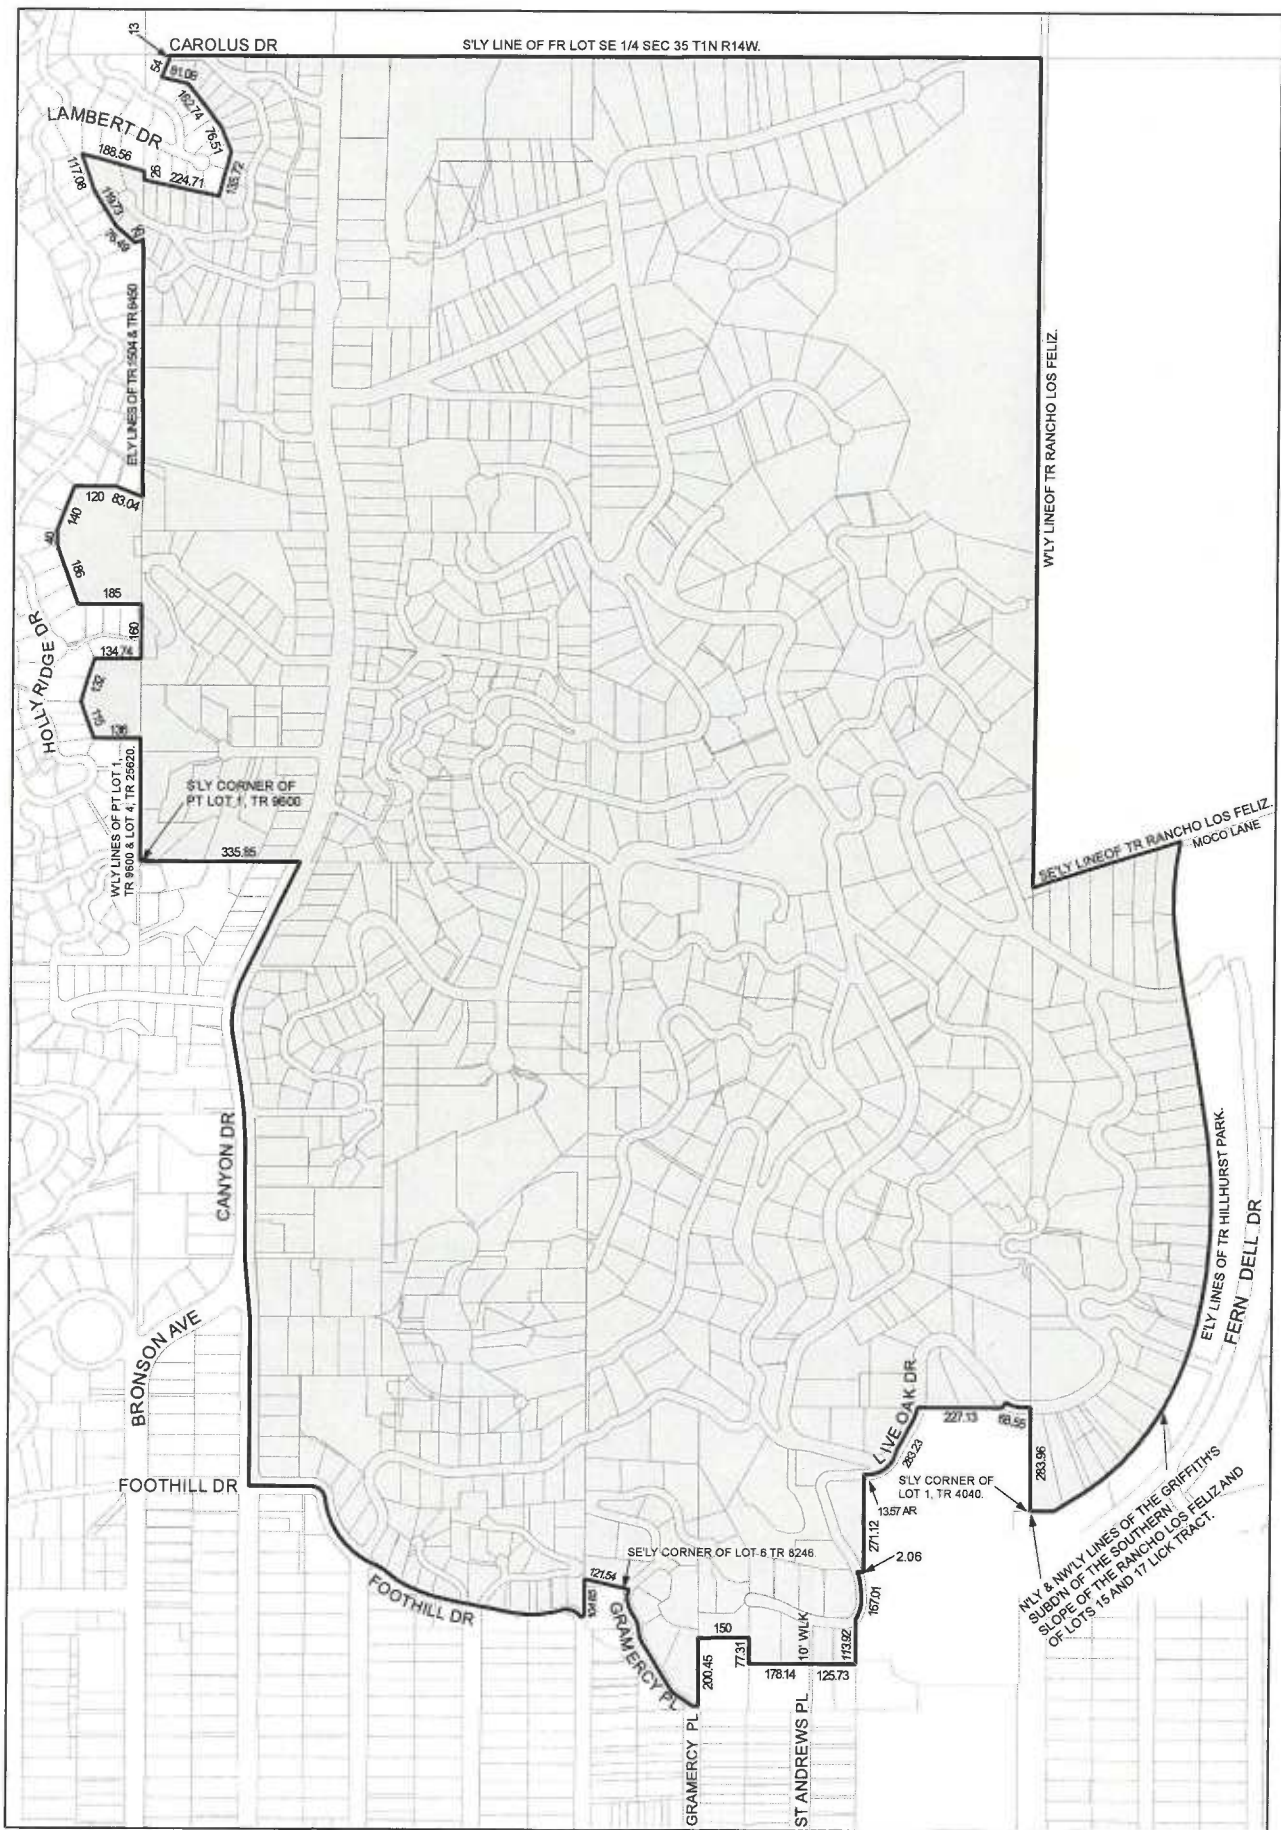 13
CAROLUS DR
S'LY LINE OF FR LOT SE 1/4 SEC 35 T1N R14W.
54
81.08
162.74
76.51
LAMBERT DR
188.56
26
224.71
135.72
117.08
119.73
76.49
ELY LINES OF TR 1504 & TR 6450
W'LY LINEOF TR RANCHO LOS FELIZ.
120
83.04
140
40
186
185
160
HOLLY RIDGE DR
134.74
132
115
136
W'LY LINES OF PT LOT 1,
TR 9600 & LOT 4, TR 25620.
S'LY CORNER OF
PT LOT 1, TR 9600
335.85
SE'LY LINEOF TR RANCHO LOS FELIZ.
MOCO LANE
CANYON DR
E'LY LINES OF TR HILLHURST PARK.
FERN DELL DR
BRONSON AVE
LIVE OAK DR
227.13
68.55
283.23
283.96
FOOTHILL DR
S'LY CORNER OF
LOT 1, TR 4040.
13.57 AR
271.12
2.06
N'LY & NW'LY LINES OF THE GRIFFITH'S
SUBD'N OF THE SOUTHERN
SLOPE OF THE RANCHO LOS FELIZ AND
OF LOTS 15 AND 17 LICK TRACT.
SE'LY CORNER OF LOT 6 TR 8246
121.54
FOOTHILL DR
GRAMERCY PL
167.01
150
10' WLK
113.92
200.45
77.31
178.14
125.73
GRAMERCY PL
ST ANDREWS PL